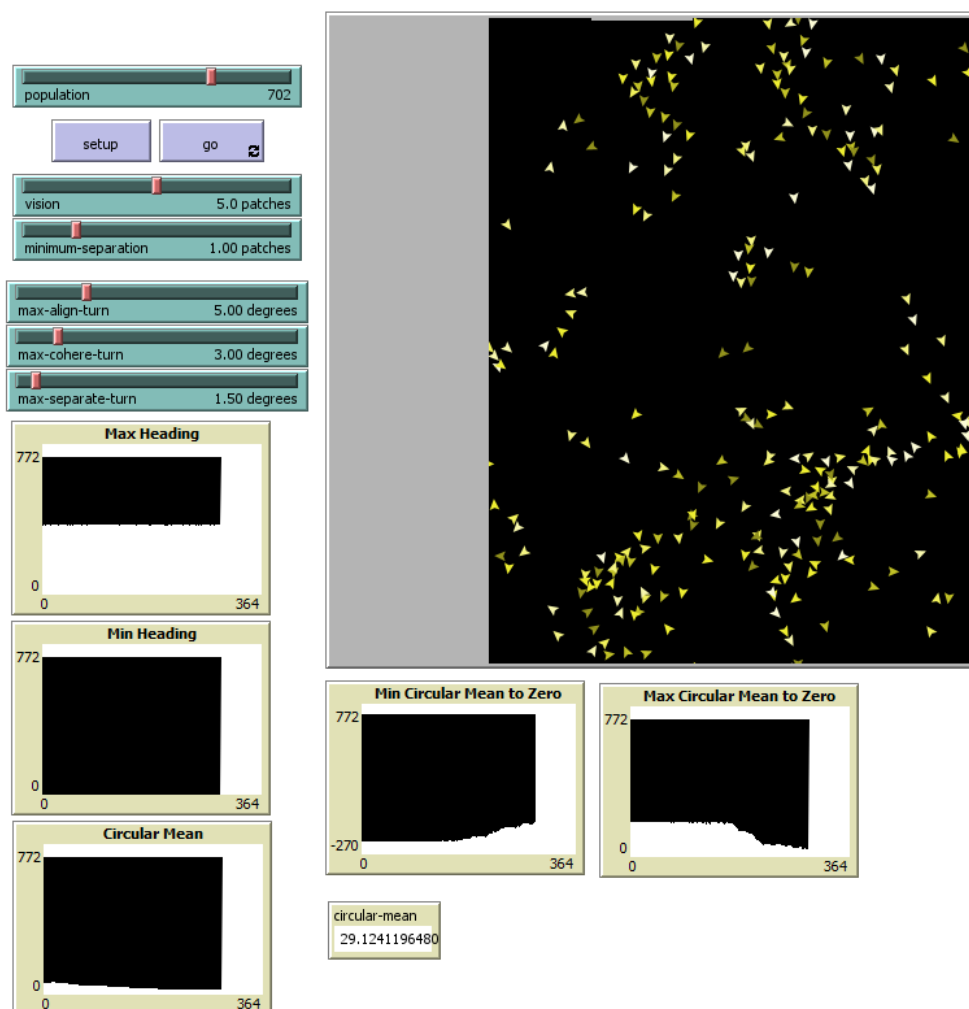 population 702
setup
go
vision 5.0 patches
minimum-separation 1.00 patches
max-align-turn 5.00 degrees
max-cohere-turn 3.00 degrees
max-separate-turn 1.50 degrees
Max Heading
772
0
0 364
Min Heading
772
0
0 364
Circular Mean
772
0
0 364
Min Circular Mean to Zero
772
-270
0 364
Max Circular Mean to Zero
772
0
0 364
circular-mean
29.1241196480